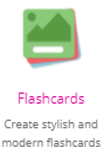 Flashcards
Create stylish and
modern flashcards